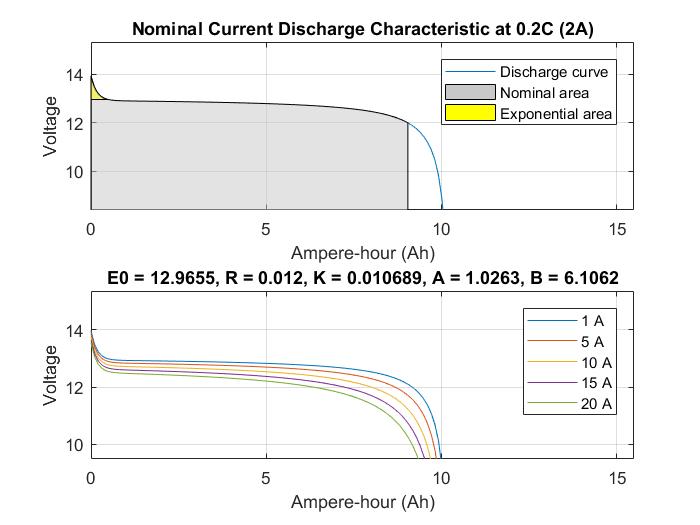 Nominal Current Discharge Characteristic at 0.2C (2A)
14
12
10
Voltage
Discharge curve
Nominal area
Exponential area
0
5
10
15
Ampere-hour (Ah)
E0 = 12.9655, R = 0.012, K = 0.010689, A = 1.0263, B = 6.1062
14
12
10
Voltage
1 A
5 A
10 A
15 A
20 A
0
5
10
15
Ampere-hour (Ah)